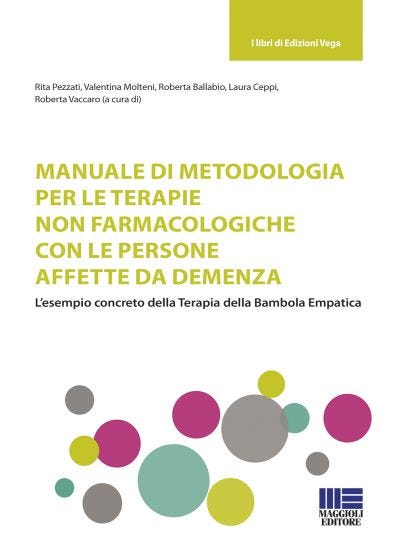 I libri di Edizioni Vega
Rita Pezzati, Valentina Molteni, Roberta Ballabio, Laura Ceppi,
Roberta Vaccaro (a cura di)
MANUALE DI METODOLOGIA
PER LE TERAPIE
NON FARMACOLOGICHE
CON LE PERSONE
AFFETTE DA DEMENZA
L'esempio concreto della Terapia della Bambola Empatica
MAGGIOLI
EDITORE